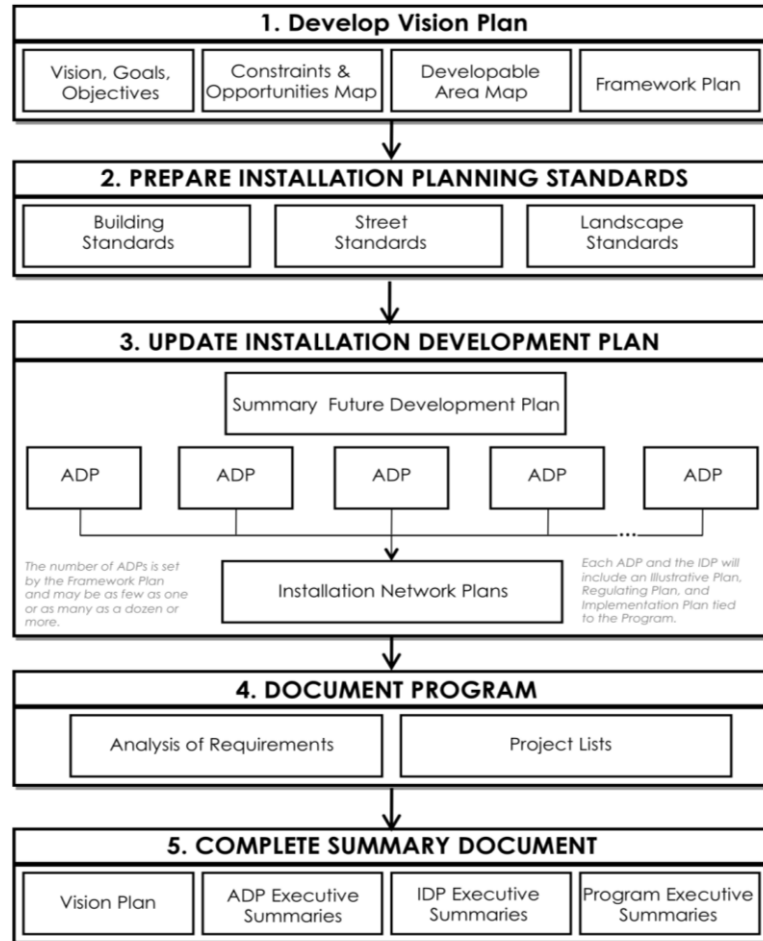 1. Develop Vision Plan
Vision, Goals,
Objectives
Constraints &
Opportunities Map
Developable
Area Map
Framework Plan
2. PREPARE INSTALLATION PLANNING STANDARDS
Building
Standards
Street
Standards
Landscape
Standards
3. UPDATE INSTALLATION DEVELOPMENT PLAN
Summary Future Development Plan
ADP
ADP
ADP
ADP
...
ADP
The number of ADPs is set
by the Framework Plan
and may be as few as one
or as many as a dozen or
more.
Installation Network Plans
Each ADP and the IDP will
include an Illustrative Plan,
Regulating Plan, and
Implementation Plan tied
to the Program.
4. DOCUMENT PROGRAM
Analysis of Requirements
Project Lists
5. COMPLETE SUMMARY DOCUMENT
Vision Plan
ADP Executive
Summaries
IDP Executive
Summaries
Program Executive
Summaries